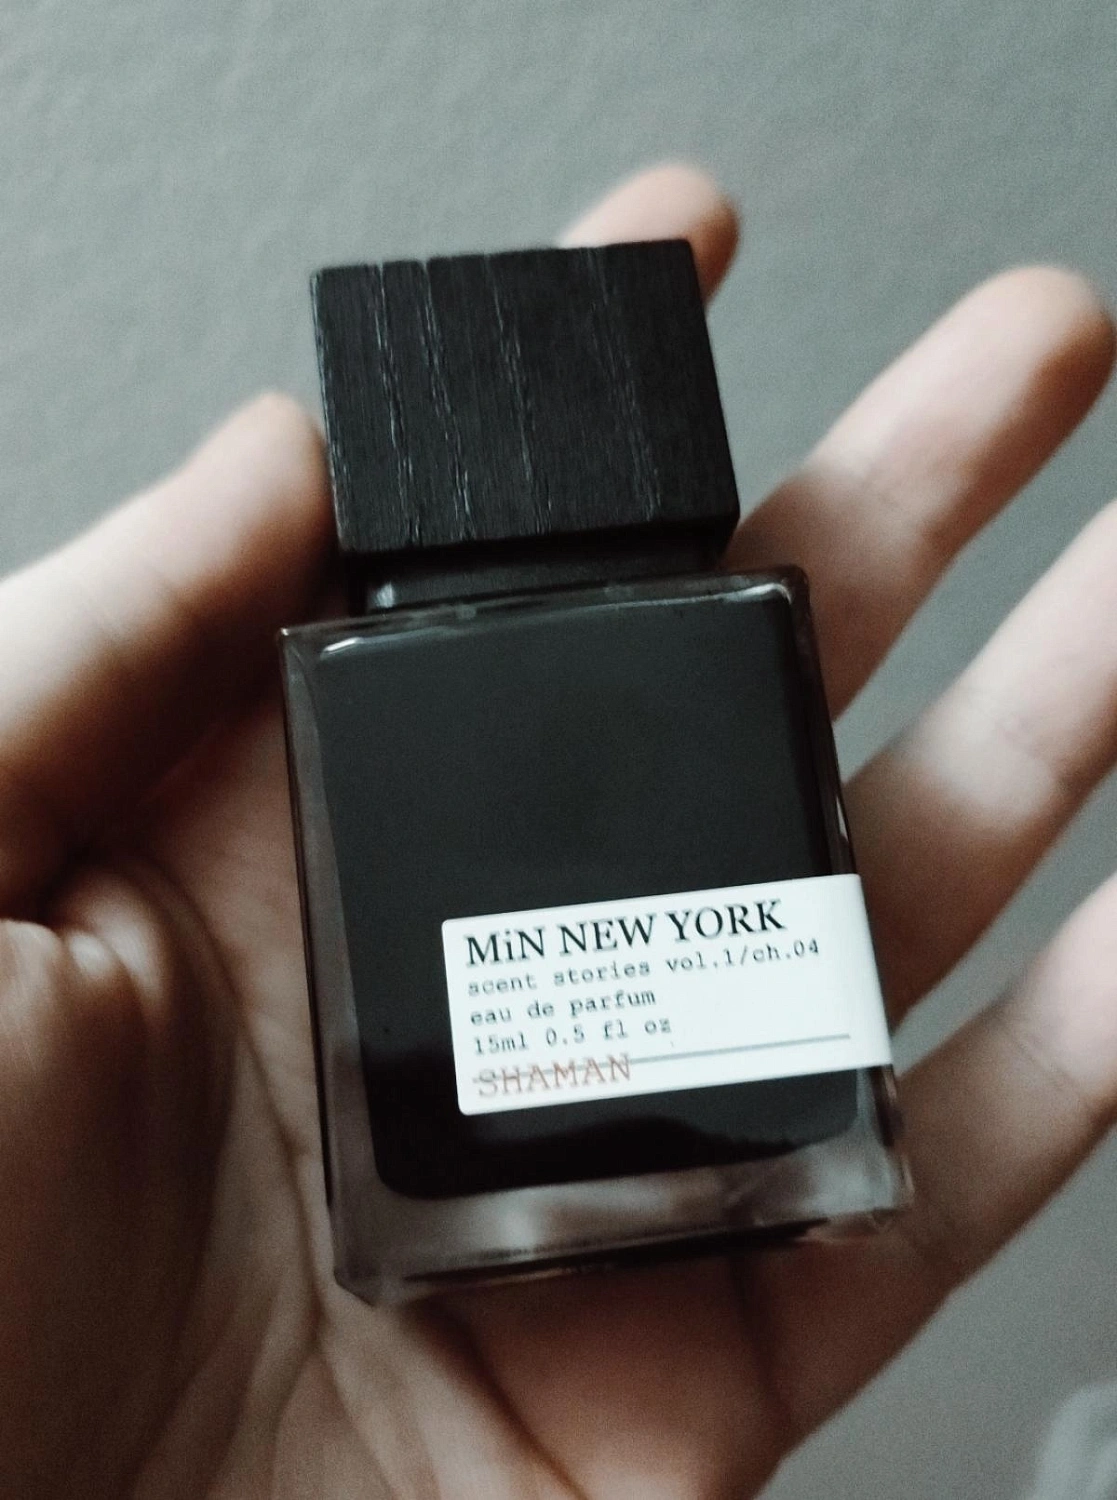 MiN NEW YORK
scent stories vol.1/ch.04
eau de parfum
15ml 0.5 fl oz
SHAMAN